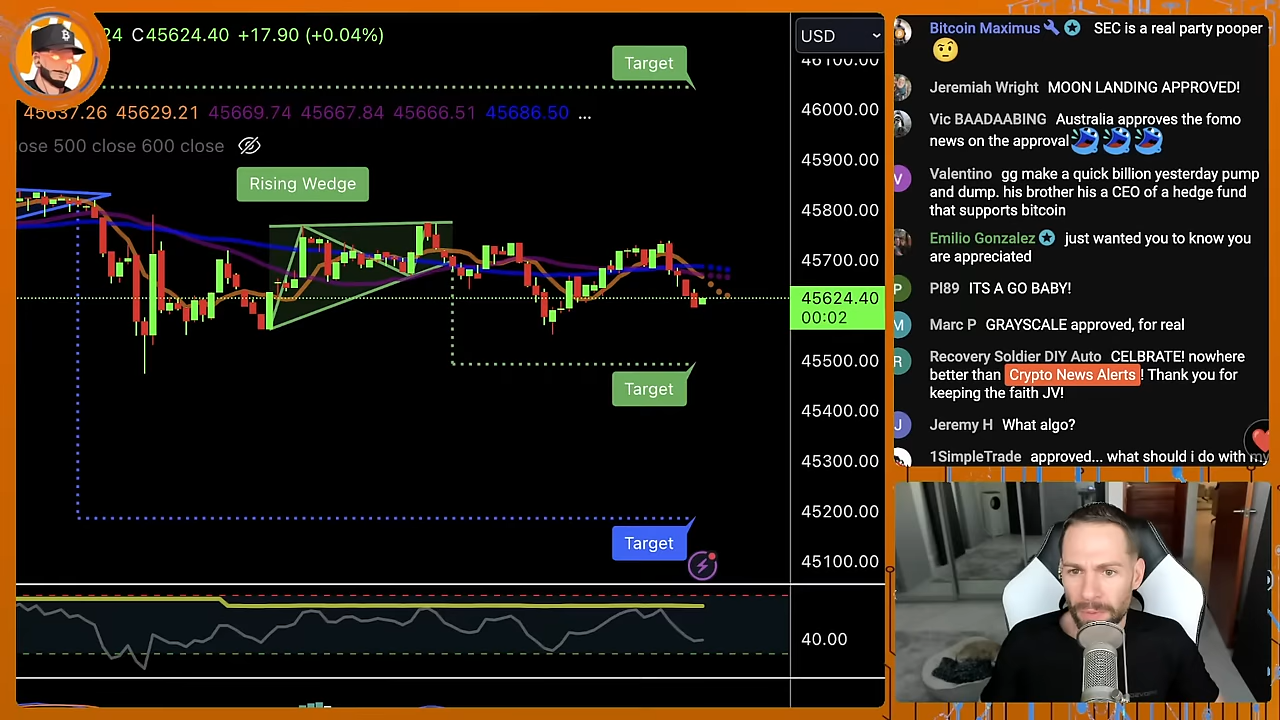 24 C45624.40 +17.90 (+0.04%)
45637.26 45629.21 45669.74 45667.84 45666.51 45686.50 ...
ose 500 close 600 close
Target
Rising Wedge
Target
Target
USD
46100.00
46000.00
45900.00
45800.00
45700.00
45624.40
00:02
45500.00
45400.00
45300.00
45200.00
45100.00
40.00
Bitcoin Maximus SEC is a real party pooper
Jeremiah Wright MOON LANDING APPROVED!
Vic BAADAABING Australia approves the fomo
news on the approval
V
Valentino gg make a quick billion yesterday pump
and dump. his brother his a CEO of a hedge fund
that supports bitcoin
Emilio Gonzalez just wanted you to know you
are appreciated
P
PI89 ITS A GO BABY!
M
Marc P GRAYSCALE approved, for real
R
Recovery Soldier DIY Auto CELBRATE! nowhere
better than Crypto News Alerts! Thank you for
keeping the faith JV!
J
Jeremy H What algo?
1SimpleTrade approved... what should i do with my